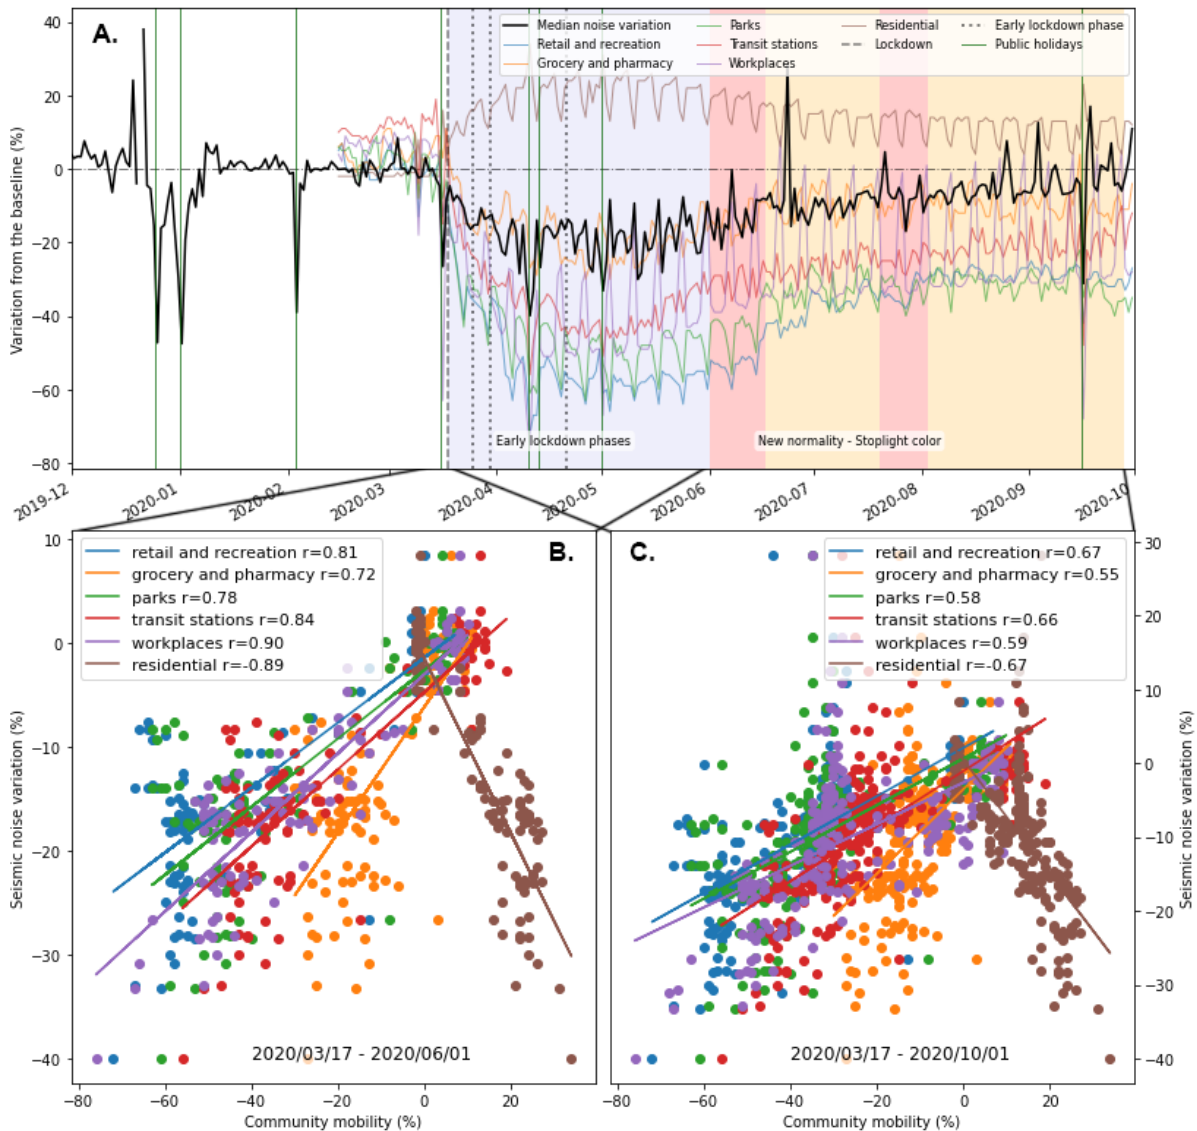 A.
Median noise variation
Retail and recreation
Grocery and pharmacy
Parks
Transit stations
Workplaces
Residential
Lockdown
Early lockdown phase
Public holidays
Variation from the baseline (%)
40
20
0
−20
−40
−60
−80
Early lockdown phases
New normality - Stoplight color
2019-12
2020-01
2020-02
2020-03
2020-04
2020-05
2020-06
2020-07
2020-08
2020-09
2020-10
B.
retail and recreation r=0.81
grocery and pharmacy r=0.72
parks r=0.78
transit stations r=0.84
workplaces r=0.90
residential r=-0.89
Seismic noise variation (%)
10
0
−10
−20
−30
−40
2020/03/17 - 2020/06/01
−80
−60
−40
−20
0
20
Community mobility (%)
C.
retail and recreation r=0.67
grocery and pharmacy r=0.55
parks r=0.58
transit stations r=0.66
workplaces r=0.59
residential r=-0.67
30
20
10
0
−10
−20
−30
−40
Seismic noise variation (%)
2020/03/17 - 2020/10/01
−80
−60
−40
−20
0
20
Community mobility (%)